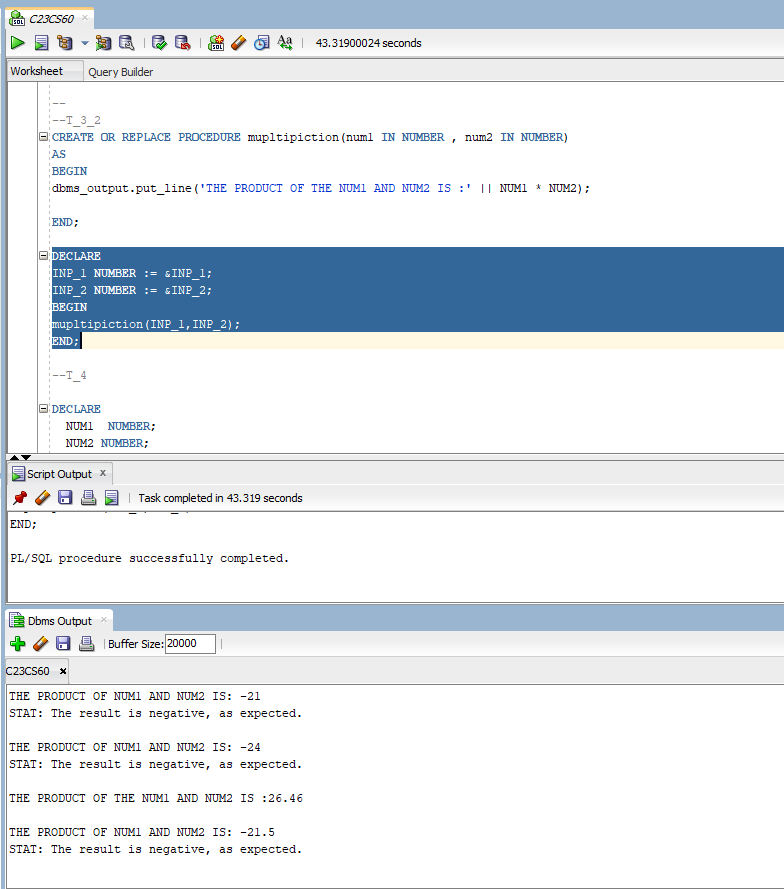 C23CS60
43.31900024 seconds
Worksheet Query Builder
--
--T_3_2
CREATE OR REPLACE PROCEDURE mupltipiction(num1 IN NUMBER , num2 IN NUMBER)
AS
BEGIN
dbms_output.put_line('THE PRODUCT OF THE NUM1 AND NUM2 IS :' || NUM1 * NUM2);
END;
DECLARE
INP_1 NUMBER := &INP_1;
INP_2 NUMBER := &INP_2;
BEGIN
mupltipiction(INP_1,INP_2);
END;
--T_4
DECLARE
NUM1 NUMBER;
NUM2 NUMBER;
Script Output x
Task completed in 43.319 seconds
END;
PL/SQL procedure successfully completed.
Dbms Output
Buffer Size: 20000
C23CS60
THE PRODUCT OF NUM1 AND NUM2 IS: -21
STAT: The result is negative, as expected.
THE PRODUCT OF NUM1 AND NUM2 IS: -24
STAT: The result is negative, as expected.
THE PRODUCT OF THE NUM1 AND NUM2 IS :26.46
THE PRODUCT OF NUM1 AND NUM2 IS: -21.5
STAT: The result is negative, as expected.